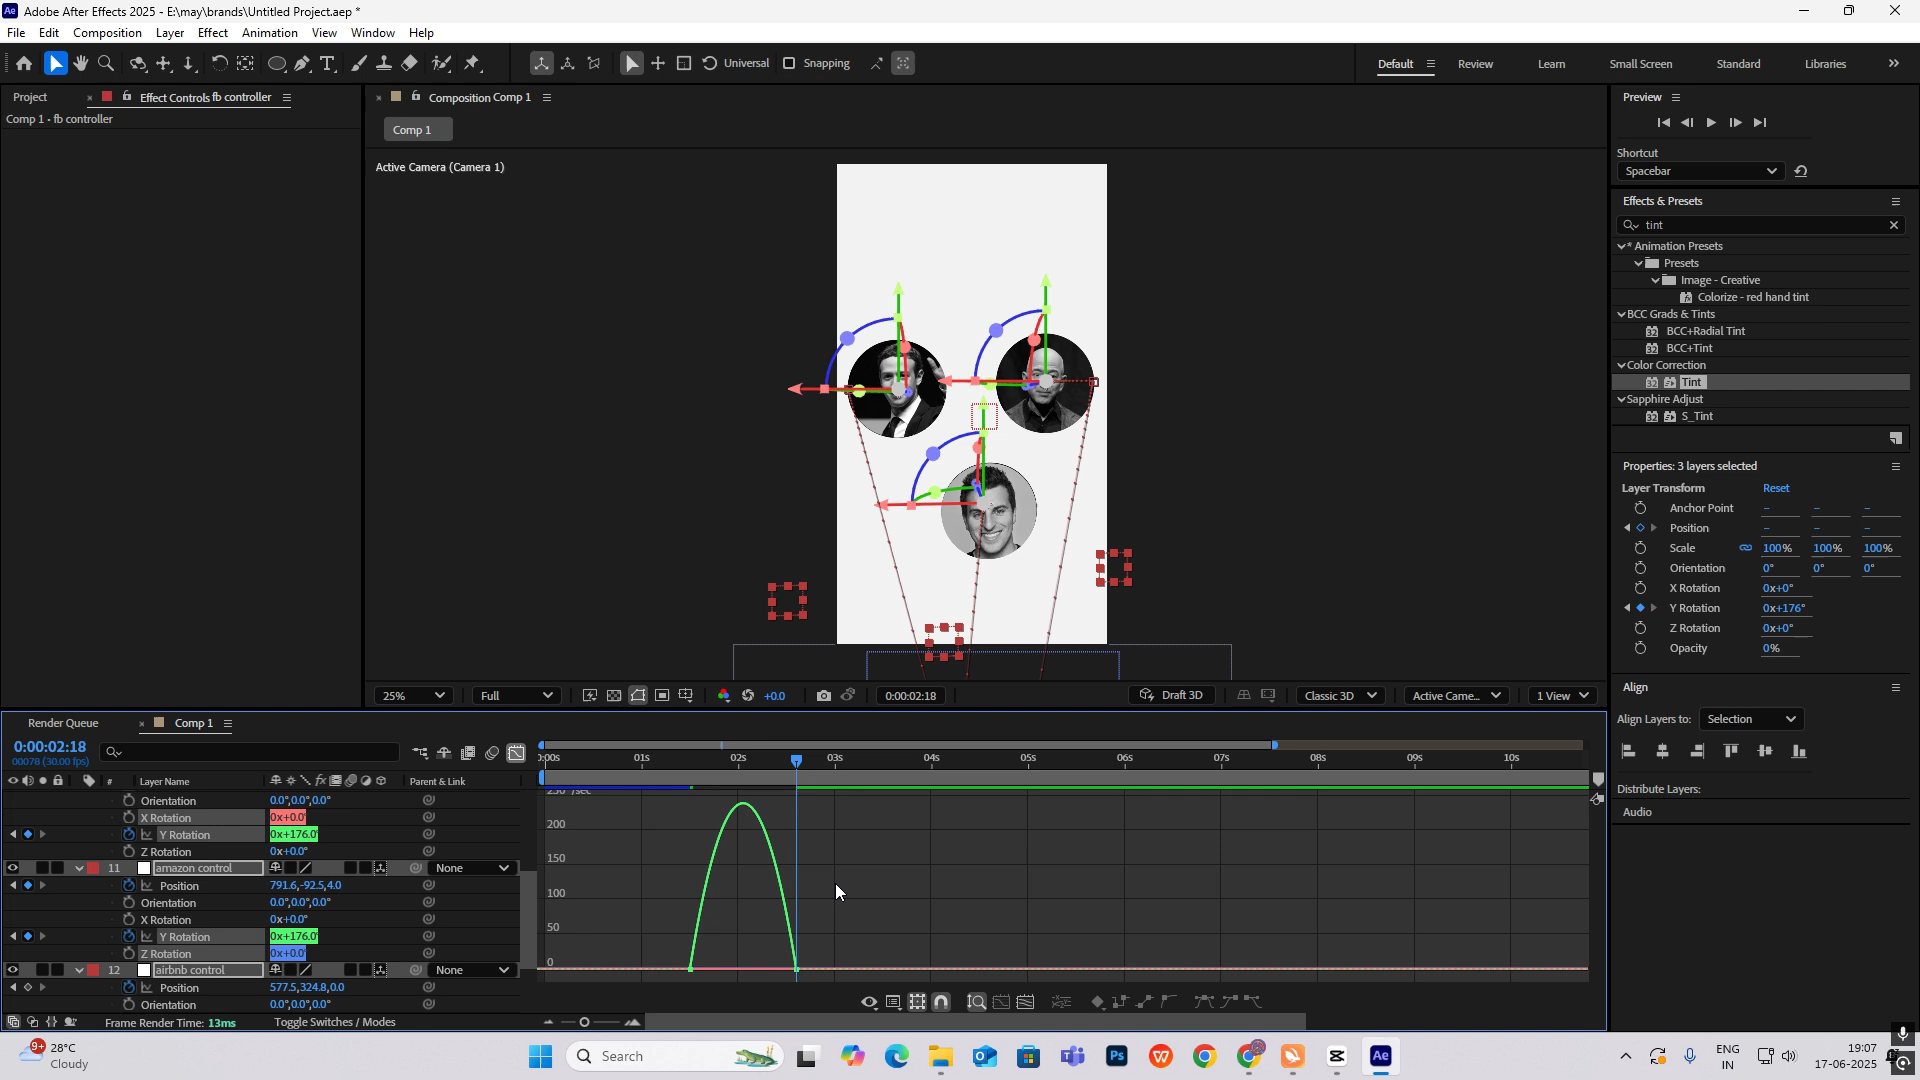 Adobe After Effects 2025 - E:\may\brands\Untitled Project.aep *
File Edit Composition Layer Effect Animation View Window Help
Universal Snapping Default Review Learn Small Screen Standard Libraries
Project Effect Controls fb controller
Comp 1 - fb controller
Composition Comp 1
Comp 1
Active Camera (Camera 1)
25% Full +0.0 0:00:02:18 Draft 3D Classic 3D Active Came... 1 View
Preview
Shortcut
Spacebar
Effects & Presets
tint
* Animation Presets
Presets
Image - Creative
Colorize - red hand tint
BCC Grads & Tints
BCC+Radial Tint
BCC+Tint
Color Correction
Tint
Sapphire Adjust
S_Tint
Properties: 3 layers selected
Layer Transform Reset
Anchor Point - - -
Position - - -
Scale 100% 100% 100%
Orientation 0° 0° 0°
X Rotation 0x+0°
Y Rotation 0x+176°
Z Rotation 0x+0°
Opacity 0%
Align
Align Layers to: Selection
Distribute Layers:
Audio
Render Queue Comp 1
0:00:02:18
00078 (30.00 fps)
# Layer Name Parent & Link
Orientation 0.0°,0.0°,0.0°
X Rotation 0x+0.0°
Y Rotation 0x+176.0°
Z Rotation 0x+0.0°
11 amazon control None
Position 791.6,-92.5,4.0
Orientation 0.0°,0.0°,0.0°
X Rotation 0x+0.0°
Y Rotation 0x+176.0°
Z Rotation 0x+0.0°
12 airbnb control None
Position 577.5,324.8,0.0
Orientation 0.0°,0.0°,0.0°
Frame Render Time: 13ms Toggle Switches / Modes
01s 02s 03s 04s 05s 06s 07s 08s 09s 10s
200
150
100
50
0
28°C
Cloudy
Search
ENG
IN
19:07
17-06-2025